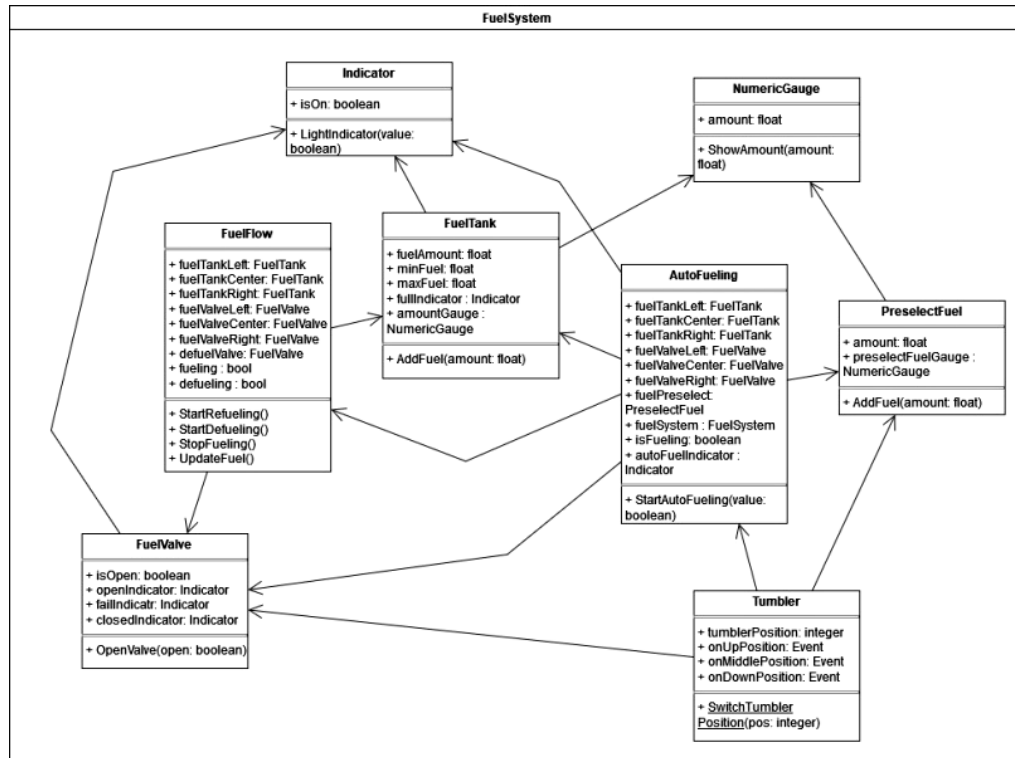 FuelSystem
Indicator
+ isOn: boolean
+ LightIndicator(value:
boolean)
NumericGauge
+ amount: float
+ ShowAmount(amount:
float)
FuelFlow
+ fuelTankLeft: FuelTank
+ fuelTankCenter: FuelTank
+ fuelTankRight: FuelTank
+ fuelValveLeft: FuelValve
+ fuelValveCenter: FuelValve
+ fuelValveRight: FuelValve
+ defuelValve: FuelValve
+ fueling : bool
+ defueling : bool
+ StartRefueling()
+ StartDefueling()
+ StopFueling()
+ UpdateFuel()
FuelTank
+ fuelAmount: float
+ minFuel: float
+ maxFuel: float
+ fullIndicator : Indicator
+ amountGauge :
NumericGauge
+ AddFuel(amount: float)
AutoFueling
+ fuelTankLeft: FuelTank
+ fuelTankCenter: FuelTank
+ fuelTankRight: FuelTank
+ fuelValveLeft: FuelValve
+ fuelValveCenter: FuelValve
+ fuelValveRight: FuelValve
+ fuelPreselect:
PreselectFuel
+ fuelSystem : FuelSystem
+ isFueling: boolean
+ autoFuelIndicator :
Indicator
+ StartAutoFueling(value:
boolean)
PreselectFuel
+ amount: float
+ preselectFuelGauge :
NumericGauge
+ AddFuel(amount: float)
FuelValve
+ isOpen: boolean
+ openIndicator: Indicator
+ failIndicatr: Indicator
+ closedIndicator: Indicator
+ OpenValve(open: boolean)
Tumbler
+ tumblerPosition: integer
+ onUpPosition: Event
+ onMiddlePosition: Event
+ onDownPosition: Event
+ SwitchTumbler
Position(pos: integer)